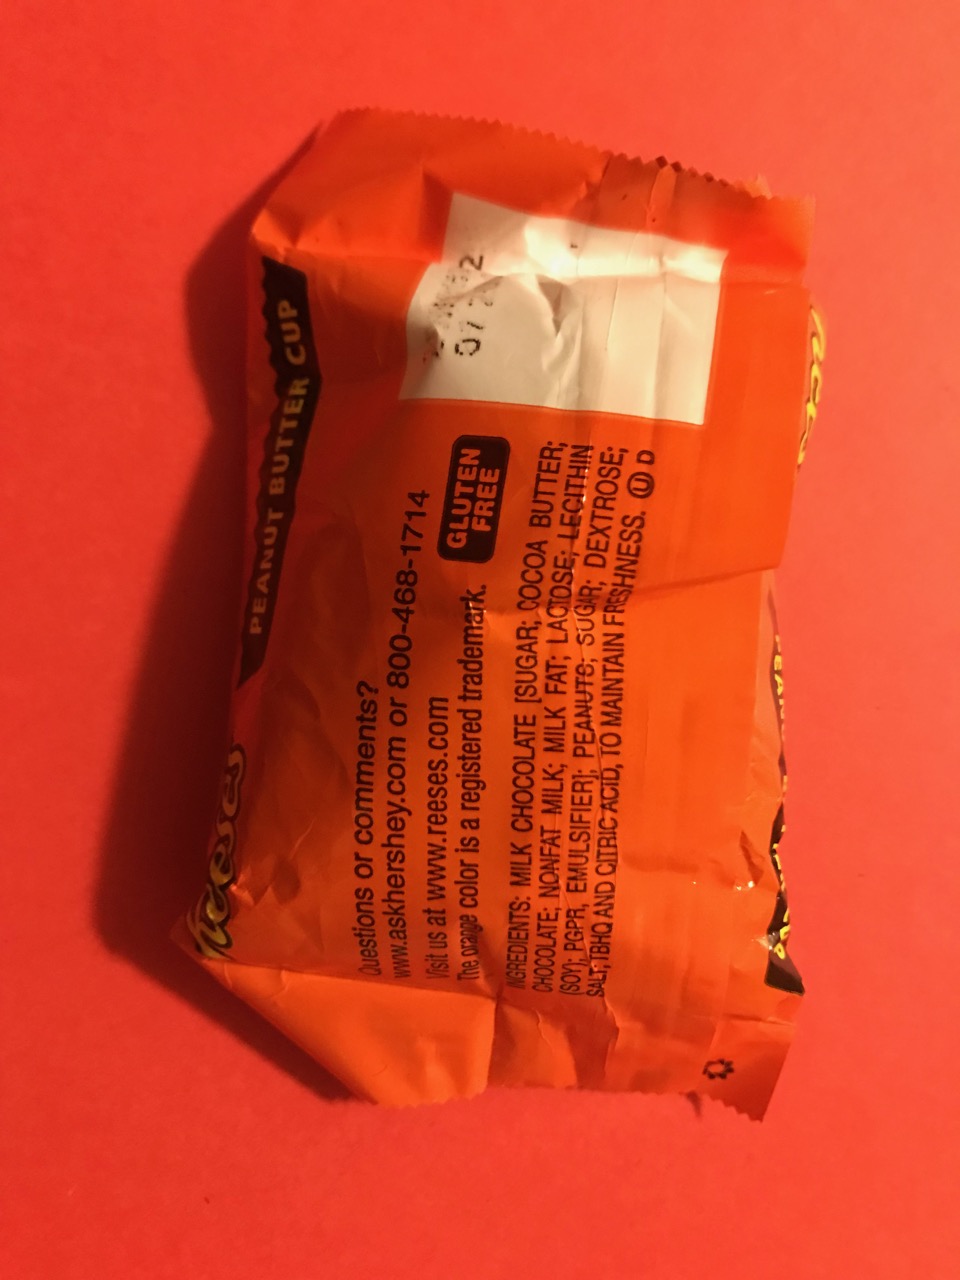 Reese's
PEANUT BUTTER CUP
Questions or comments?
www.askhershey.com or 800-468-1714
Visit us at www.reeses.com
The orange color is a registered trademark.
GLUTEN
FREE
INGREDIENTS: MILK CHOCOLATE [SUGAR; COCOA BUTTER;
CHOCOLATE; NONFAT MILK; MILK FAT; LACTOSE; LECITHIN
(SOY); PGPR, EMULSIFIER]; PEANUTS; SUGAR; DEXTROSE;
SALT; TBHQ AND CITRIC ACID, TO MAINTAIN FRESHNESS. Ⓤ D
07